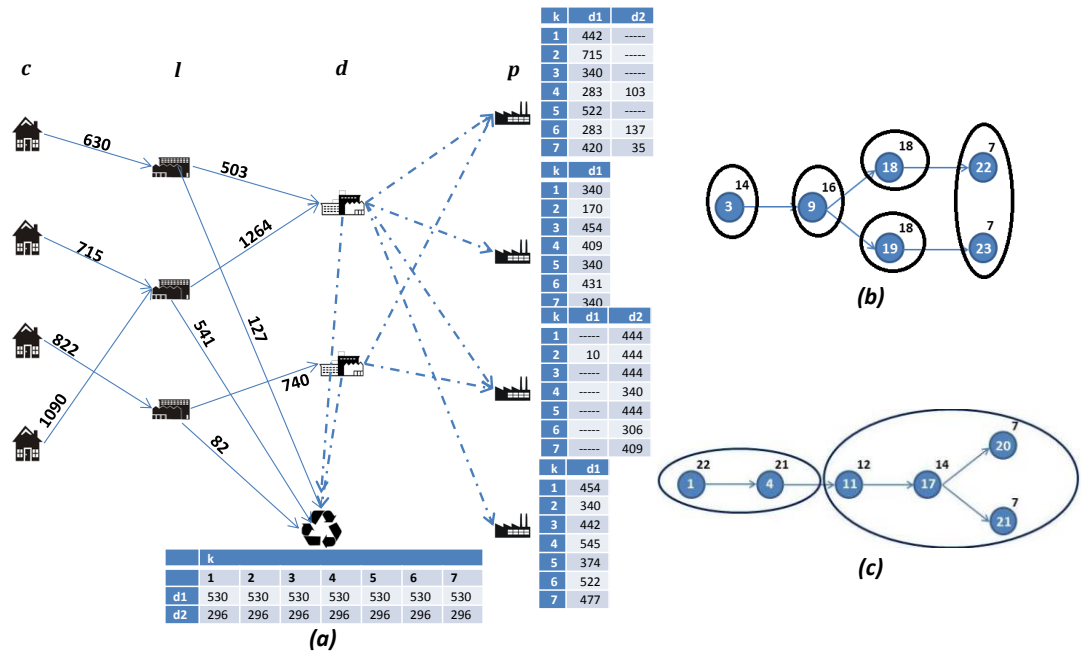 c l d p
630
503
715
1264
822
541
127
1090
740
82
k d1 d2
1 442 -----
2 715 -----
3 340 -----
4 283 103
5 522 -----
6 283 137
7 420 35
k d1
1 340
2 170
3 454
4 409
5 340
6 431
7 340
k d1 d2
1 ----- 444
2 10 444
3 ----- 444
4 ----- 340
5 ----- 444
6 ----- 306
7 ----- 409
k d1
1 454
2 340
3 442
4 545
5 374
6 522
7 477
k
1 2 3 4 5 6 7
d1 530 530 530 530 530 530 530
d2 296 296 296 296 296 296 296
(a)
14 16 18 7
3 9 18 22
18 7
19 23
(b)
22 21 12 14 7
1 4 11 17 20
7
21
(c)